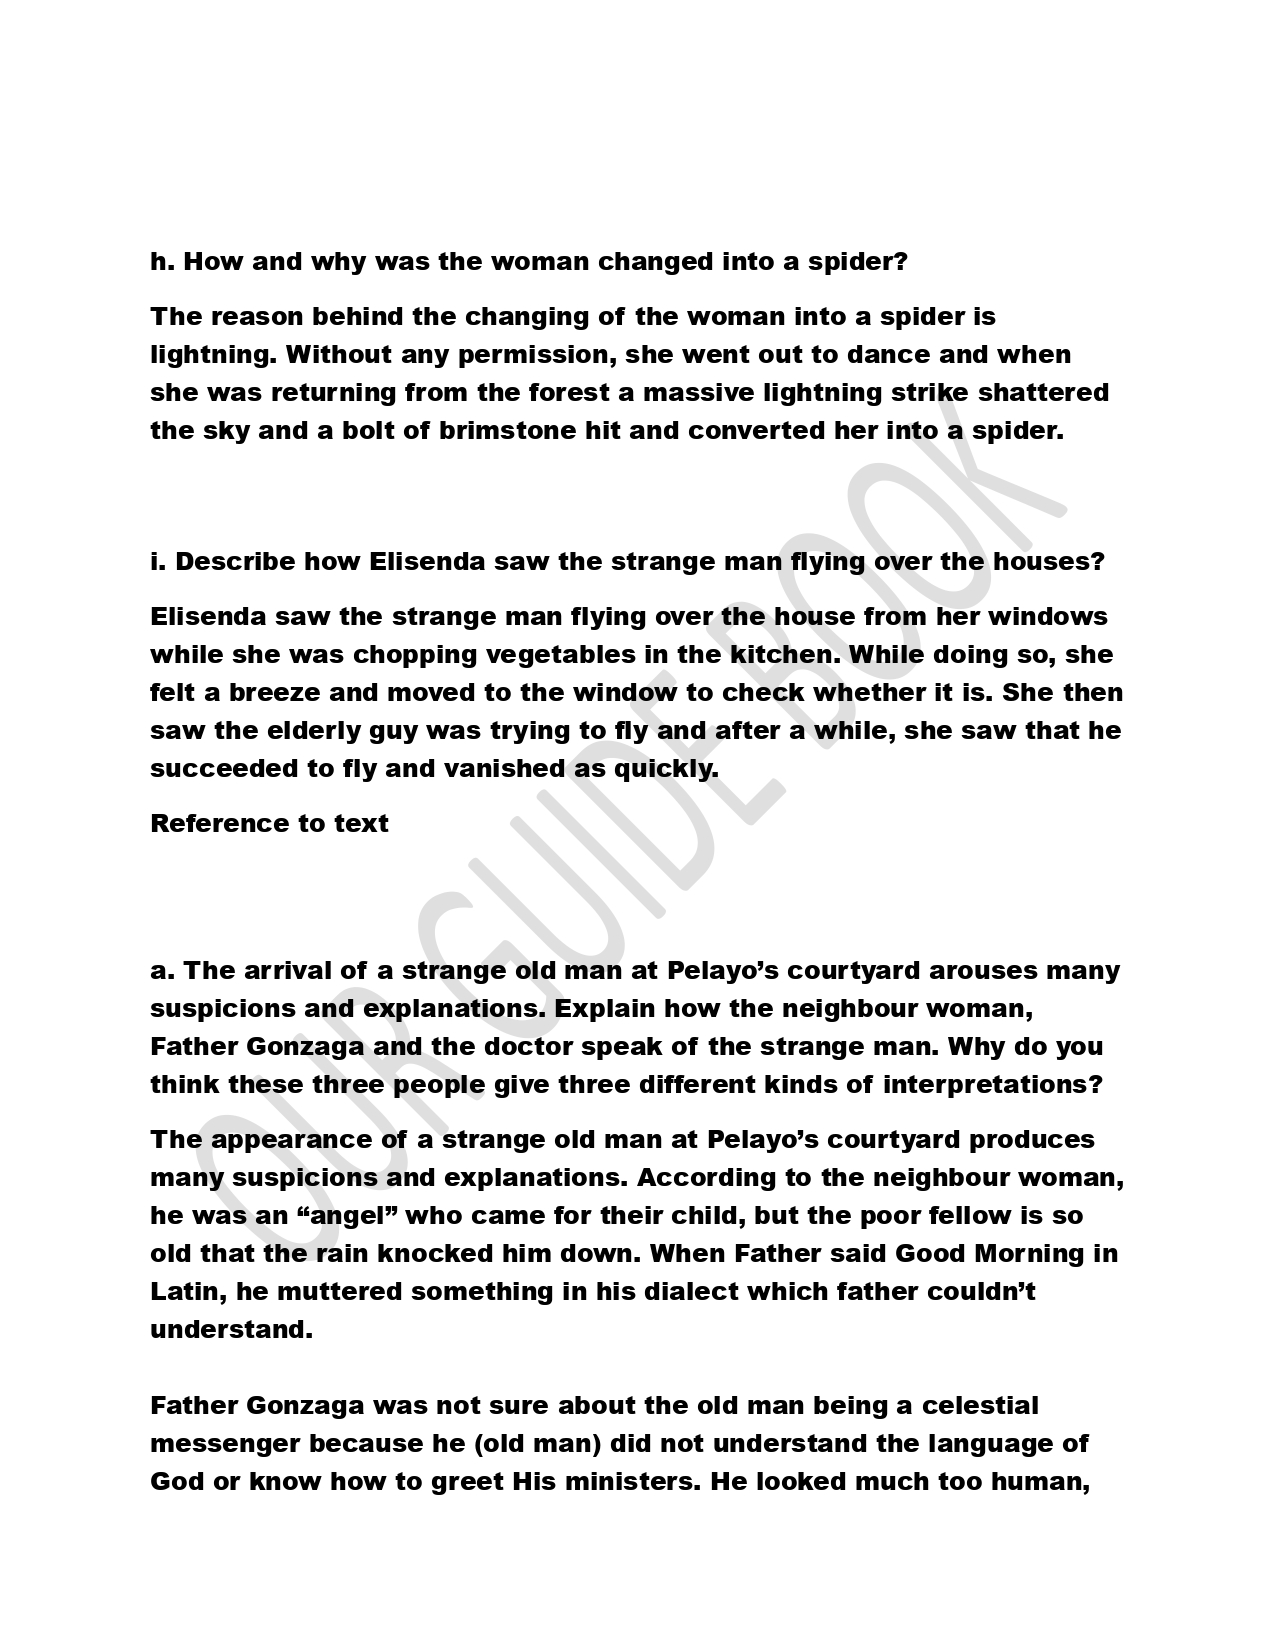 h. How and why was the woman changed into a spider?
The reason behind the changing of the woman into a spider is
lightning. Without any permission, she went out to dance and when
she was returning from the forest a massive lightning strike shattered
the sky and a bolt of brimstone hit and converted her into a spider.
i. Describe how Elisenda saw the strange man flying over the houses?
Elisenda saw the strange man flying over the house from her windows
while she was chopping vegetables in the kitchen. While doing so, she
felt a breeze and moved to the window to check whether it is. She then
saw the elderly guy was trying to fly and after a while, she saw that he
succeeded to fly and vanished as quickly.
Reference to text
a. The arrival of a strange old man at Pelayo’s courtyard arouses many
suspicions and explanations. Explain how the neighbour woman,
Father Gonzaga and the doctor speak of the strange man. Why do you
think these three people give three different kinds of interpretations?
The appearance of a strange old man at Pelayo’s courtyard produces
many suspicions and explanations. According to the neighbour woman,
he was an “angel” who came for their child, but the poor fellow is so
old that the rain knocked him down. When Father said Good Morning in
Latin, he muttered something in his dialect which father couldn’t
understand.
Father Gonzaga was not sure about the old man being a celestial
messenger because he (old man) did not understand the language of
God or know how to greet His ministers. He looked much too human,
OUR GUIDE BOOK